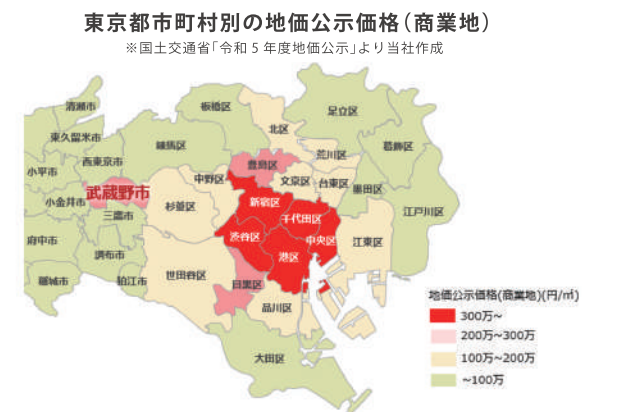 東京都市町村別の地価公示価格（商業地）
※国土交通省「令和5年度地価公示」より当社作成
清瀬市
板橋区
足立区
北区
東久留米市
練馬区
葛飾区
荒川区
西東京市
豊島区
小平市
中野区
文京区
台東区
墨田区
武蔵野市
小金井市
杉並区
新宿区
江戸川区
三鷹市
千代田区
府中市
渋谷区
中央区
江東区
調布市
港区
世田谷区
稲城市
狛江市
目黒区
品川区
大田区
地価公示価格(商業地)(円/㎡)
300万～
200万～300万
100万～200万
～100万